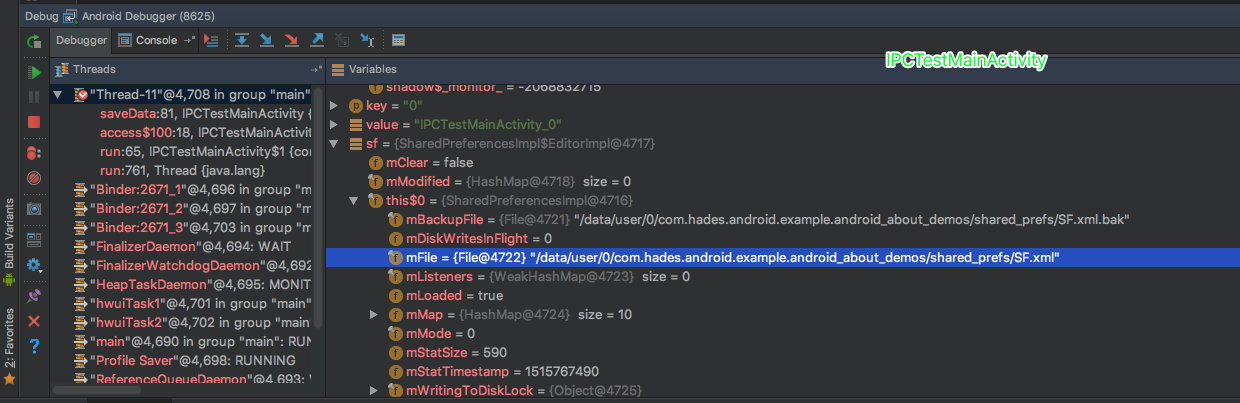 Debug Android Debugger (8625)
Debugger Console
IPCTestMainActivity
Threads
"Thread-11"@4,708 in group "main"
saveData:81, IPCTestMainActivity {
access$100:18, IPCTestMainActivity
run:65, IPCTestMainActivity$1 {con
run:761, Thread {java.lang}
"Binder:2671_1"@4,696 in group "m
"Binder:2671_2"@4,697 in group "m
"Binder:2671_3"@4,703 in group "m
"FinalizerDaemon"@4,694: WAIT
"FinalizerWatchdogDaemon"@4,692
"HeapTaskDaemon"@4,695: MONIT
"hwuiTask1"@4,701 in group "main"
"hwuiTask2"@4,702 in group "main
"main"@4,690 in group "main": RUN
"Profile Saver"@4,698: RUNNING
"ReferenceQueueDaemon"@4,693: W
Variables
shadow$_monitor_ = -2068832715
key = "0"
value = "IPCTestMainActivity_0"
sf = {SharedPreferencesImpl$EditorImpl@4717}
mClear = false
mModified = {HashMap@4718} size = 0
this$0 = {SharedPreferencesImpl@4716}
mBackupFile = {File@4721} "/data/user/0/com.hades.android.example.android_about_demos/shared_prefs/SF.xml.bak"
mDiskWritesInFlight = 0
mFile = {File@4722} "/data/user/0/com.hades.android.example.android_about_demos/shared_prefs/SF.xml"
mListeners = {WeakHashMap@4723} size = 0
mLoaded = true
mMap = {HashMap@4724} size = 10
mMode = 0
mStatSize = 590
mStatTimestamp = 1515767490
mWritingToDiskLock = {Object@4725}
Build Variants
2: Favorites